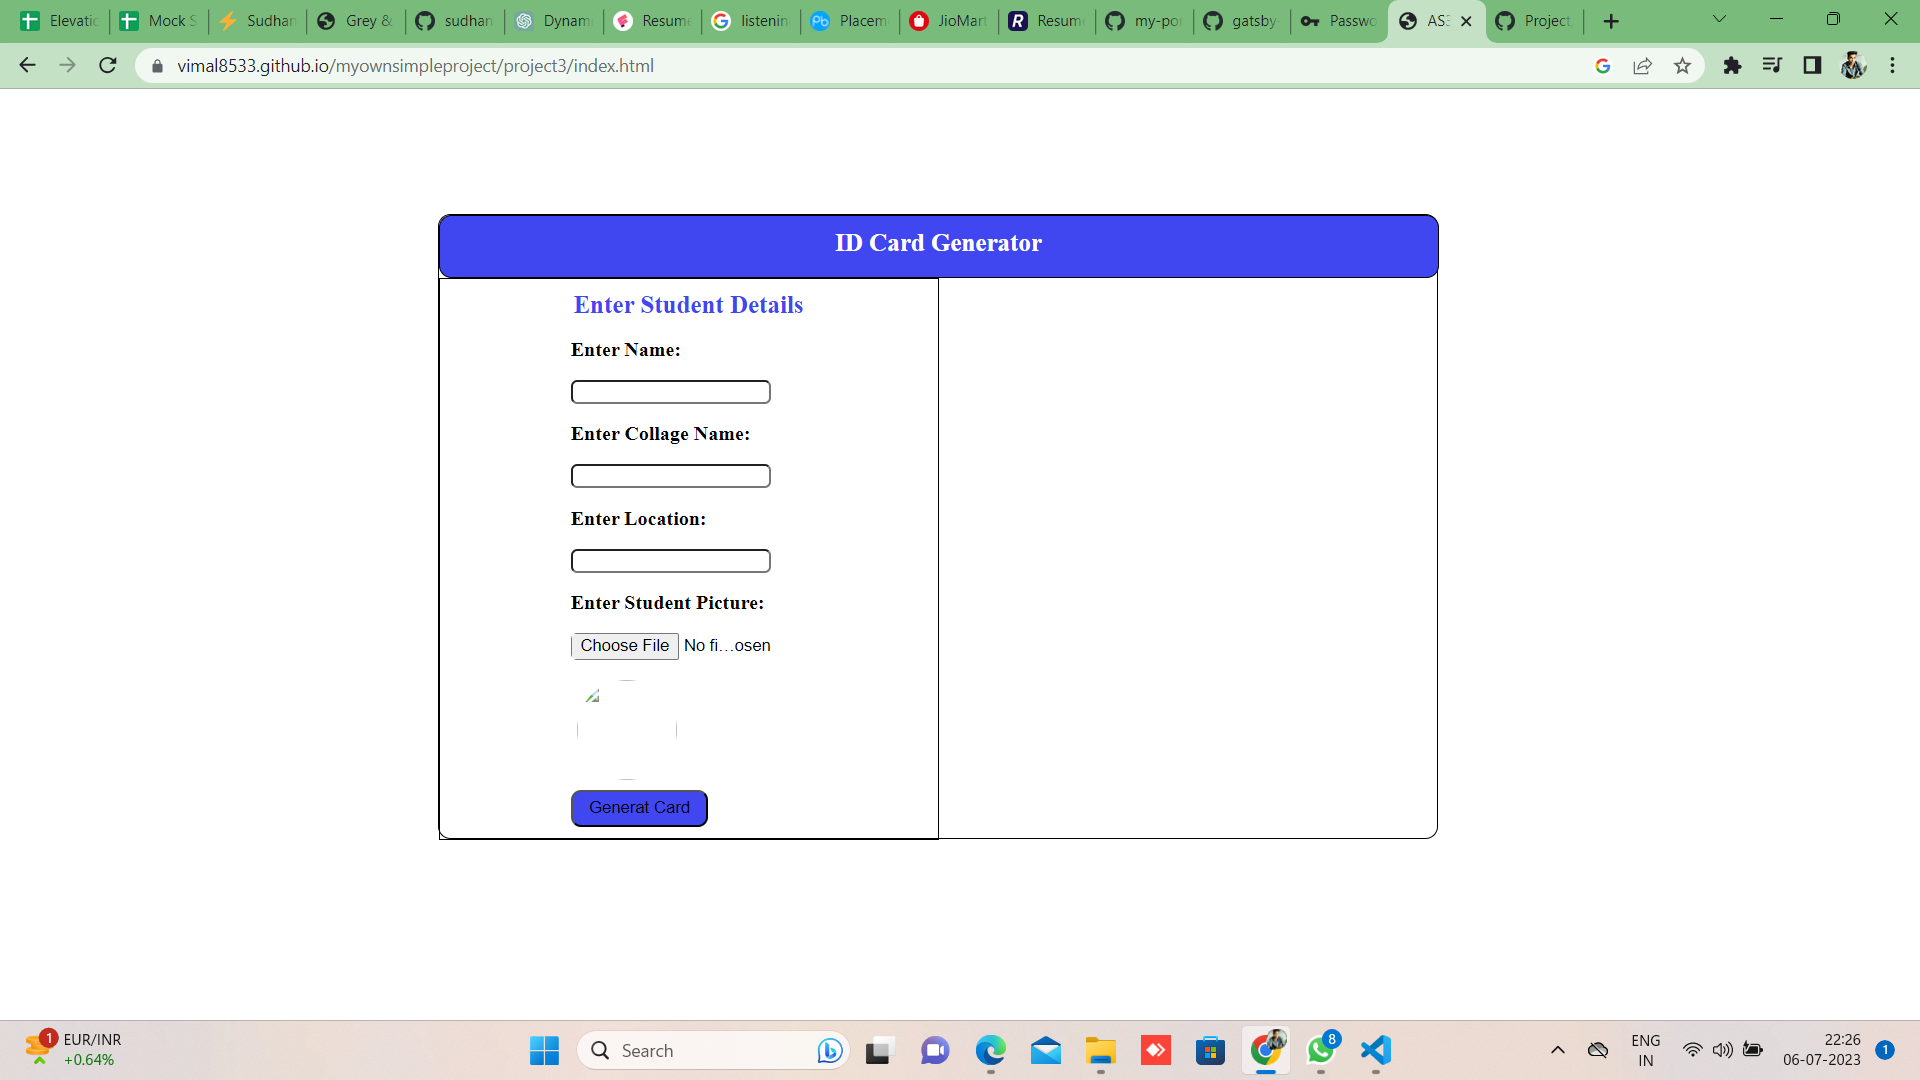 Elevatio
Mock S
Sudhan
Grey &
sudhan
Dynam
Resume
listenin
Placem
JioMart
Resume
my-por
gatsby-
Passwo
AS3
Project
vimal8533.github.io/myownsimpleproject/project3/index.html
ID Card Generator
Enter Student Details
Enter Name:
Enter Collage Name:
Enter Location:
Enter Student Picture:
Choose File No fi...osen
Generat Card
1
EUR/INR
+0.64%
Search
8
ENG
IN
22:26
06-07-2023
1